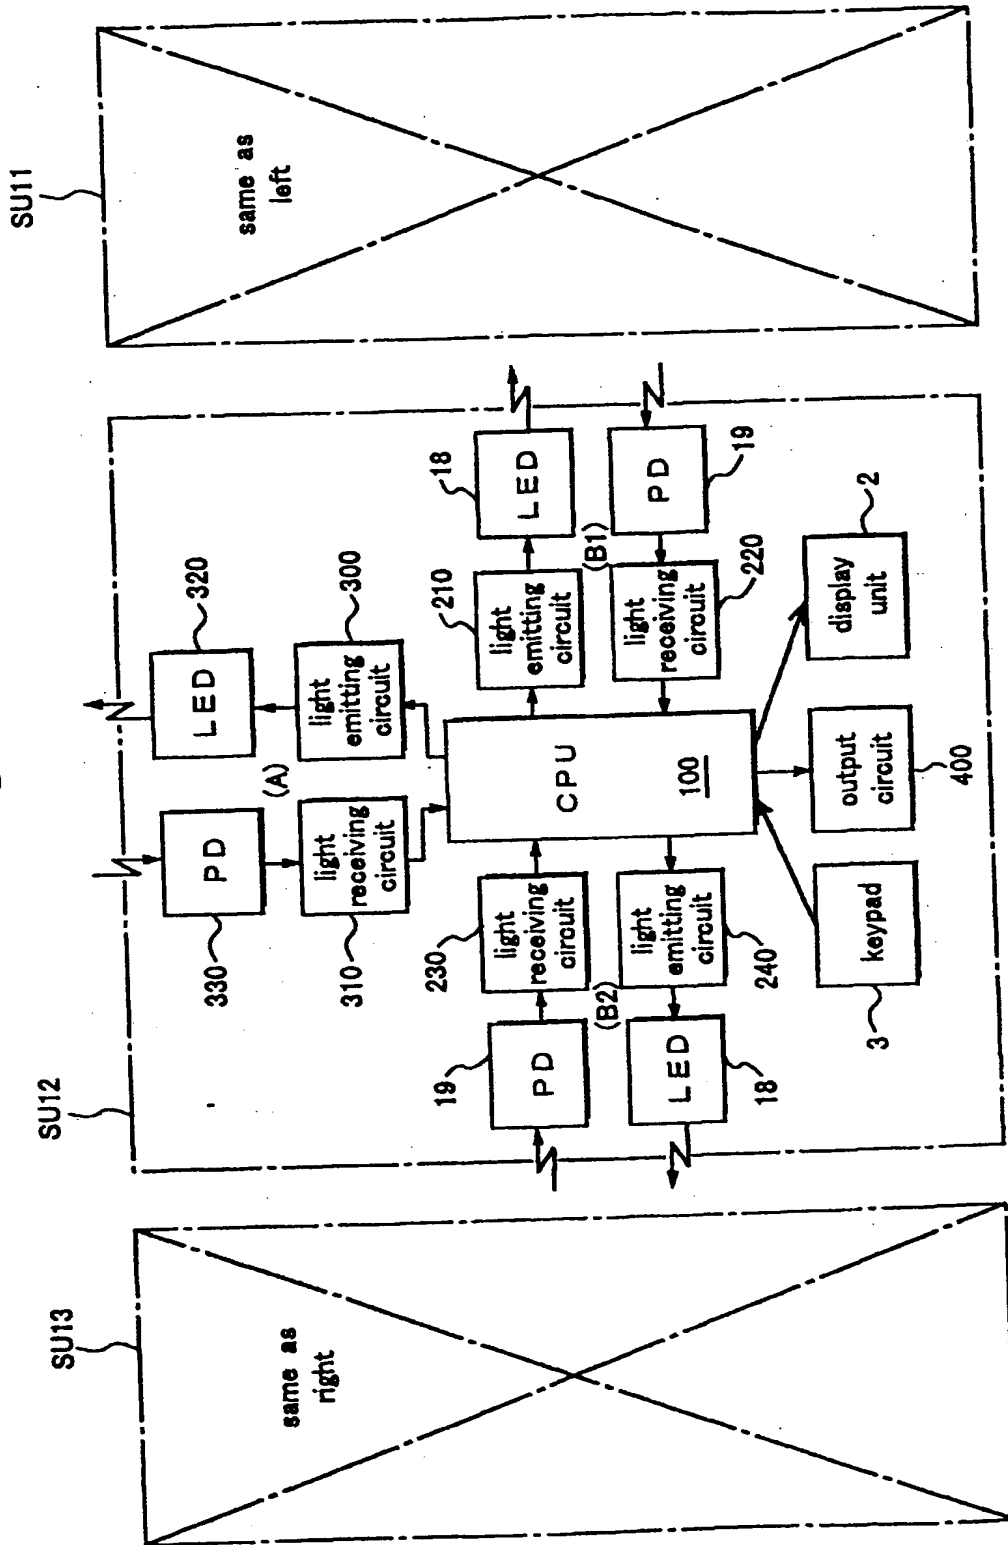 SU13
same as
right
SU12
330
PD
320
LED
(A)
310
light
receiving
circuit
300
light
emitting
circuit
19
PD
230
light
receiving
circuit
CPU
100
210
light
emitting
circuit
18
LED
(B2)
(B1)
LED
18
light
emitting
circuit
240
light
receiving
circuit
220
PD
19
3
keypad
output
circuit
400
display
unit
2
SU11
same as
left